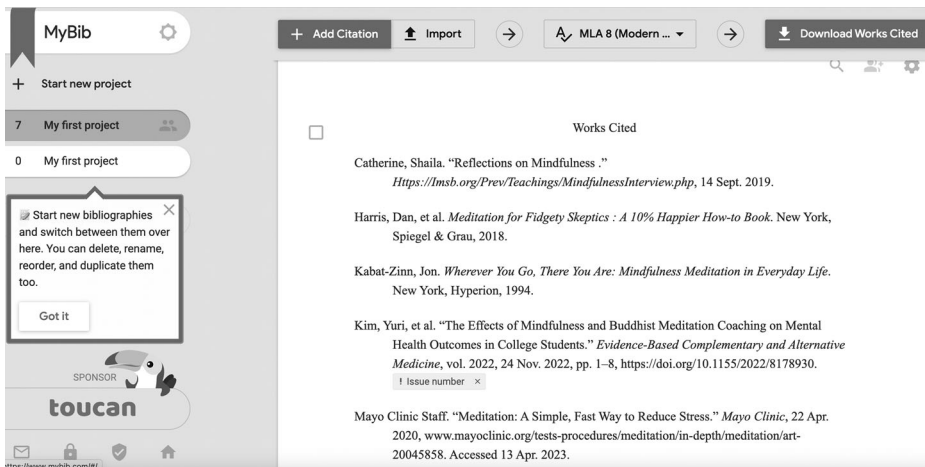 MyBib
+ Add Citation
Import
MLA 8 (Modern ...
Download Works Cited
+ Start new project
7 My first project
0 My first project
Start new bibliographies
and switch between them over
here. You can delete, rename,
reorder, and duplicate them
too.
Got it
SPONSOR
toucan
https://www.mybib.com/#/
Works Cited
Catherine, Shaila. “Reflections on Mindfulness .”
Https://Imsb.org/Prev/Teachings/MindfulnessInterview.php, 14 Sept. 2019.
Harris, Dan, et al. Meditation for Fidgety Skeptics : A 10% Happier How-to Book. New York,
Spiegel & Grau, 2018.
Kabat-Zinn, Jon. Wherever You Go, There You Are: Mindfulness Meditation in Everyday Life.
New York, Hyperion, 1994.
Kim, Yuri, et al. “The Effects of Mindfulness and Buddhist Meditation Coaching on Mental
Health Outcomes in College Students.” Evidence-Based Complementary and Alternative
Medicine, vol. 2022, 24 Nov. 2022, pp. 1–8, https://doi.org/10.1155/2022/8178930.
! Issue number ×
Mayo Clinic Staff. “Meditation: A Simple, Fast Way to Reduce Stress.” Mayo Clinic, 22 Apr.
2020, www.mayoclinic.org/tests-procedures/meditation/in-depth/meditation/art-
20045858. Accessed 13 Apr. 2023.